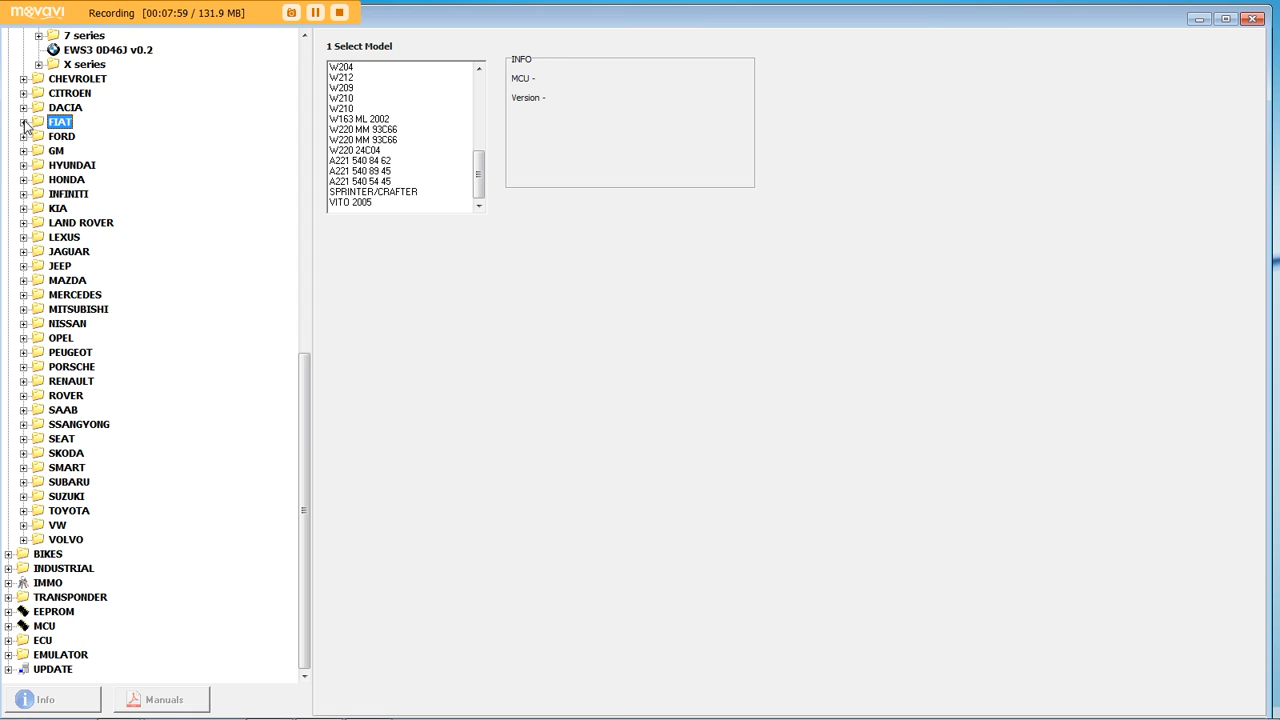 movavi
Recording [00:07:59 / 131.9 MB]
7 series
EWS3 0D46J v0.2
X series
CHEVROLET
CITROEN
DACIA
FIAT
FORD
GM
HYUNDAI
HONDA
INFINITI
KIA
LAND ROVER
LEXUS
JAGUAR
JEEP
MAZDA
MERCEDES
MITSUBISHI
NISSAN
OPEL
PEUGEOT
PORSCHE
RENAULT
ROVER
SAAB
SSANGYONG
SEAT
SKODA
SMART
SUBARU
SUZUKI
TOYOTA
VW
VOLVO
BIKES
INDUSTRIAL
IMMO
TRANSPONDER
EEPROM
MCU
ECU
EMULATOR
UPDATE
Info
Manuals
1 Select Model
W204
W212
W209
W210
W210
W163 ML 2002
W220 MM 93C66
W220 MM 93C66
W220 24C04
A221 540 84 62
A221 540 89 45
A221 540 54 45
SPRINTER/CRAFTER
VITO 2005
INFO
MCU -
Version -